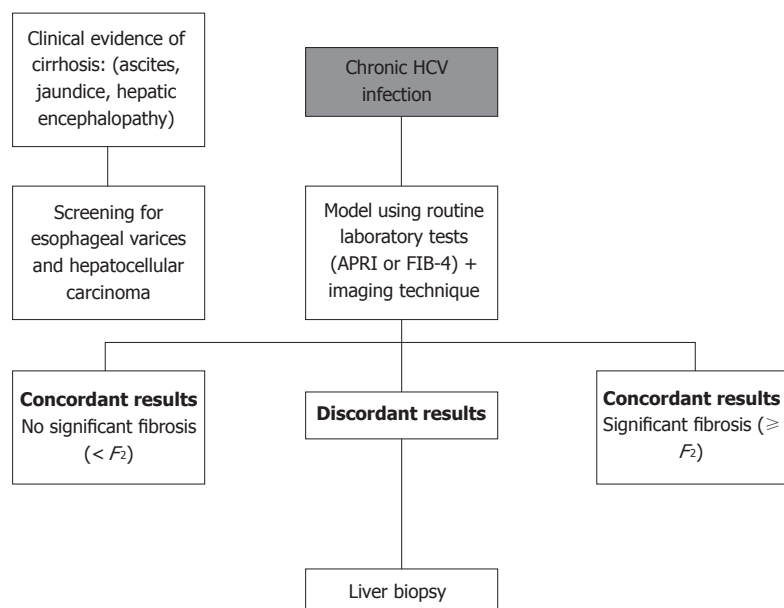 Clinical evidence of
cirrhosis: (ascites,
jaundice, hepatic
encephalopathy)
Screening for
esophageal varices
and hepatocellular
carcinoma
Chronic HCV
infection
Model using routine
laboratory tests
(APRI or FIB-4) +
imaging technique
Concordant results
No significant fibrosis
(< F2)
Discordant results
Concordant results
Significant fibrosis (⩾
F2)
Liver biopsy